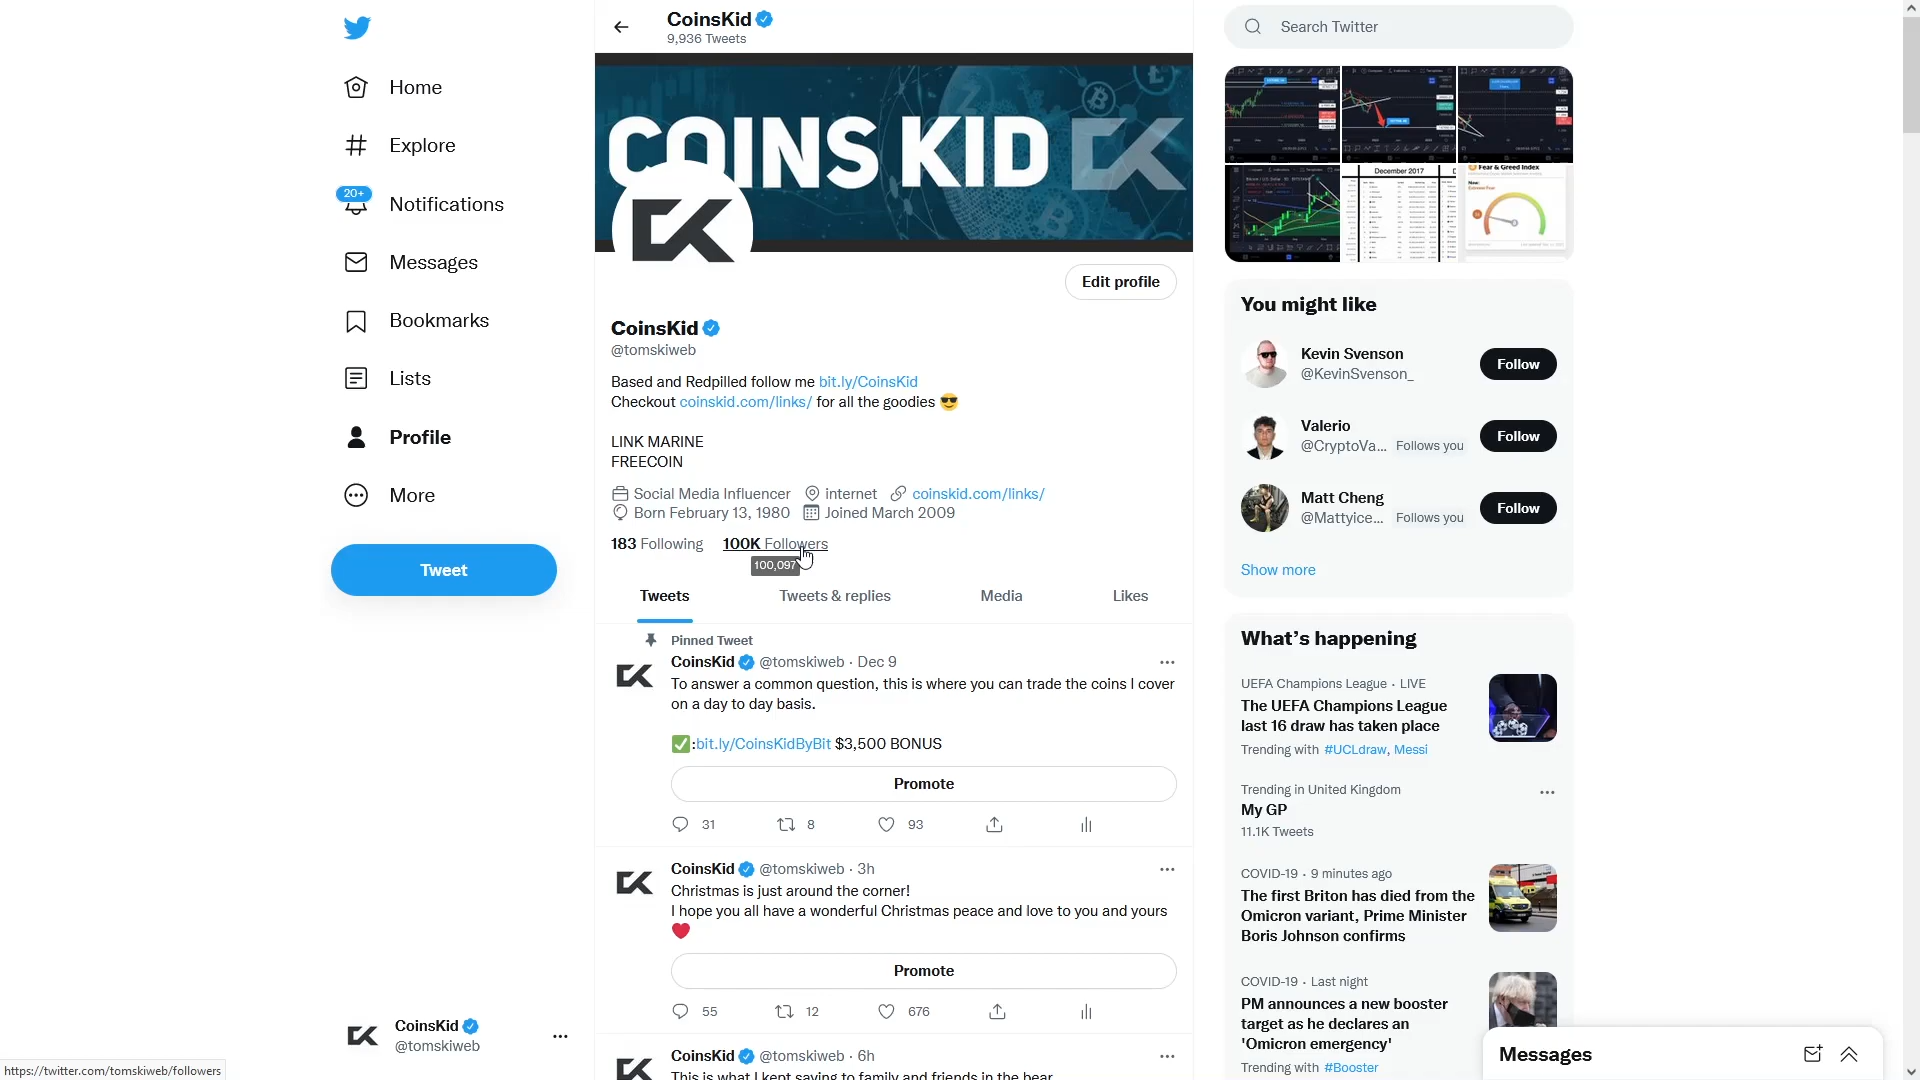 Home
Explore
20+
Notifications
Messages
Bookmarks
Lists
Profile
More
Tweet
CoinsKid
@tomskiweb
https://twitter.com/tomskiweb/followers
CoinsKid
9,936 Tweets
COINS KID
Edit profile
CoinsKid
@tomskiweb
Based and Redpilled follow me bit.ly/CoinsKid
Checkout coinskid.com/links/ for all the goodies 😎
LINK MARINE
FREECOIN
Social Media Influencer internet coinskid.com/links/
Born February 13, 1980 Joined March 2009
183 Following 100K Followers
100,097
Tweets Tweets & replies Media Likes
Pinned Tweet
CoinsKid @tomskiweb · Dec 9
To answer a common question, this is where you can trade the coins I cover
on a day to day basis.
✅:bit.ly/CoinsKidByBit $3,500 BONUS
Promote
31 8 93
CoinsKid @tomskiweb · 3h
Christmas is just around the corner!
I hope you all have a wonderful Christmas peace and love to you and yours
❤️
Promote
55 12 676
CoinsKid @tomskiweb · 6h
This is what I kept saying to family and friends in the bear
Search Twitter
December 2017
Fear & Greed Index
You might like
Kevin Svenson
@KevinSvenson_
Follow
Valerio
@CryptoVa... Follows you
Follow
Matt Cheng
@Mattyice... Follows you
Follow
Show more
What's happening
UEFA Champions League · LIVE
The UEFA Champions League
last 16 draw has taken place
Trending with #UCLdraw, Messi
Trending in United Kingdom
My GP
11.1K Tweets
COVID-19 · 9 minutes ago
The first Briton has died from the
Omicron variant, Prime Minister
Boris Johnson confirms
COVID-19 · Last night
PM announces a new booster
target as he declares an
'Omicron emergency'
Trending with #Booster
Messages